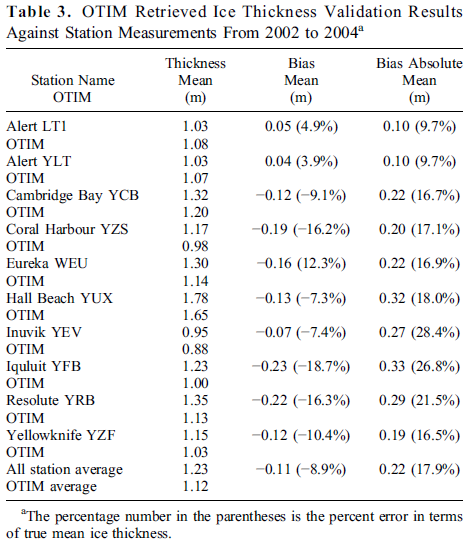 Table 3. OTIM Retrieved Ice Thickness Validation Results
Against Station Measurements From 2002 to 2004a
Thickness Bias Bias Absolute
Station Name Mean Mean Mean
OTIM (m) (m) (m)
Alert LT1 1.03 0.05 (4.9%) 0.10 (9.7%)
OTIM 1.08
Alert YLT 1.03 0.04 (3.9%) 0.10 (9.7%)
OTIM 1.07
Cambridge Bay YCB 1.32 −0.12 (−9.1%) 0.22 (16.7%)
OTIM 1.20
Coral Harbour YZS 1.17 −0.19 (−16.2%) 0.20 (17.1%)
OTIM 0.98
Eureka WEU 1.30 −0.16 (12.3%) 0.22 (16.9%)
OTIM 1.14
Hall Beach YUX 1.78 −0.13 (−7.3%) 0.32 (18.0%)
OTIM 1.65
Inuvik YEV 0.95 −0.07 (−7.4%) 0.27 (28.4%)
OTIM 0.88
Iquluit YFB 1.23 −0.23 (−18.7%) 0.33 (26.8%)
OTIM 1.00
Resolute YRB 1.35 −0.22 (−16.3%) 0.29 (21.5%)
OTIM 1.13
Yellowknife YZF 1.15 −0.12 (−10.4%) 0.19 (16.5%)
OTIM 1.03
All station average 1.23 −0.11 (−8.9%) 0.22 (17.9%)
OTIM average 1.12
aThe percentage number in the parentheses is the percent error in terms
of true mean ice thickness.